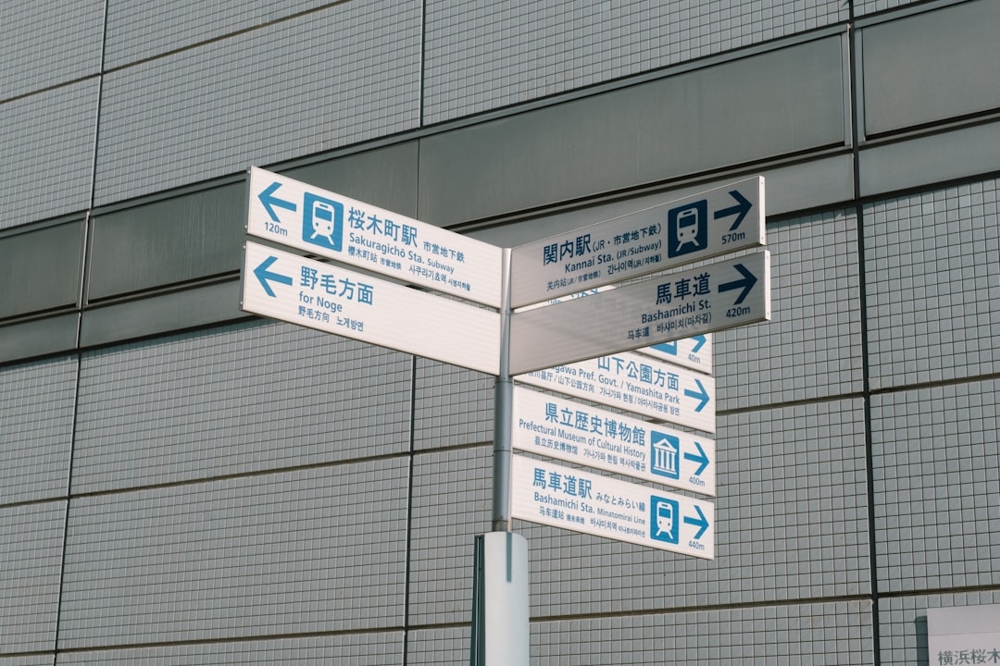 桜木町駅 市営地下鉄
Sakuragichō Sta. Subway
樱木町站 市营地铁 사쿠라기쵸역 시영지하철
120m
野毛方面
for Noge
野毛方向 노게방면
関内駅(JR・市営地下鉄)
Kannai Sta. (JR/Subway)
关内站(JR/市营地铁) 간나이역(JR/지하철)
570m
馬車道
Bashamichi St.
马车道 바샤미치(마차길)
420m
40m
山下公園方面
Pref. Govt. / Yamashita Park
/山下公园方向 가나가와 현청/야마시타공원 방면
県立歴史博物館
Prefectural Museum of Cultural History
县立历史博物馆 가나가와 현 역사박물관
400m
馬車道駅 みなとみらい線
Bashamichi Sta. Minatomirai Line
马车道站 港未来线 바샤미치역 미나토미라이선
440m
横浜桜木